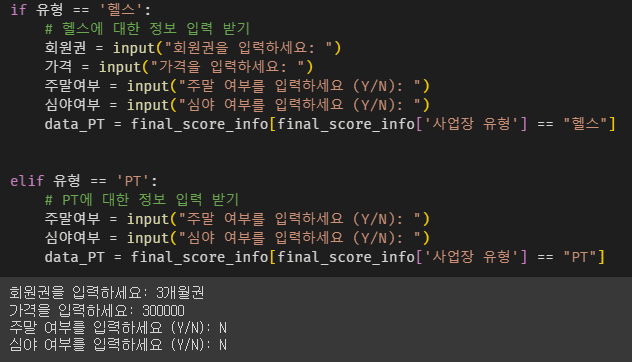 if 유형 == '헬스':
    # 헬스에 대한 정보 입력 받기
    회원권 = input("회원권을 입력하세요: ")
    가격 = input("가격을 입력하세요: ")
    주말여부 = input("주말 여부를 입력하세요 (Y/N): ")
    심야여부 = input("심야 여부를 입력하세요 (Y/N): ")
    data_PT = final_score_info[final_score_info['사업장 유형'] == "헬스"]
elif 유형 == 'PT':
    # PT에 대한 정보 입력 받기
    주말여부 = input("주말 여부를 입력하세요 (Y/N): ")
    심야여부 = input("심야 여부를 입력하세요 (Y/N): ")
    data_PT = final_score_info[final_score_info['사업장 유형'] == "PT"]
회원권을 입력하세요: 3개월권
가격을 입력하세요: 300000
주말 여부를 입력하세요 (Y/N): N
심야 여부를 입력하세요 (Y/N): N